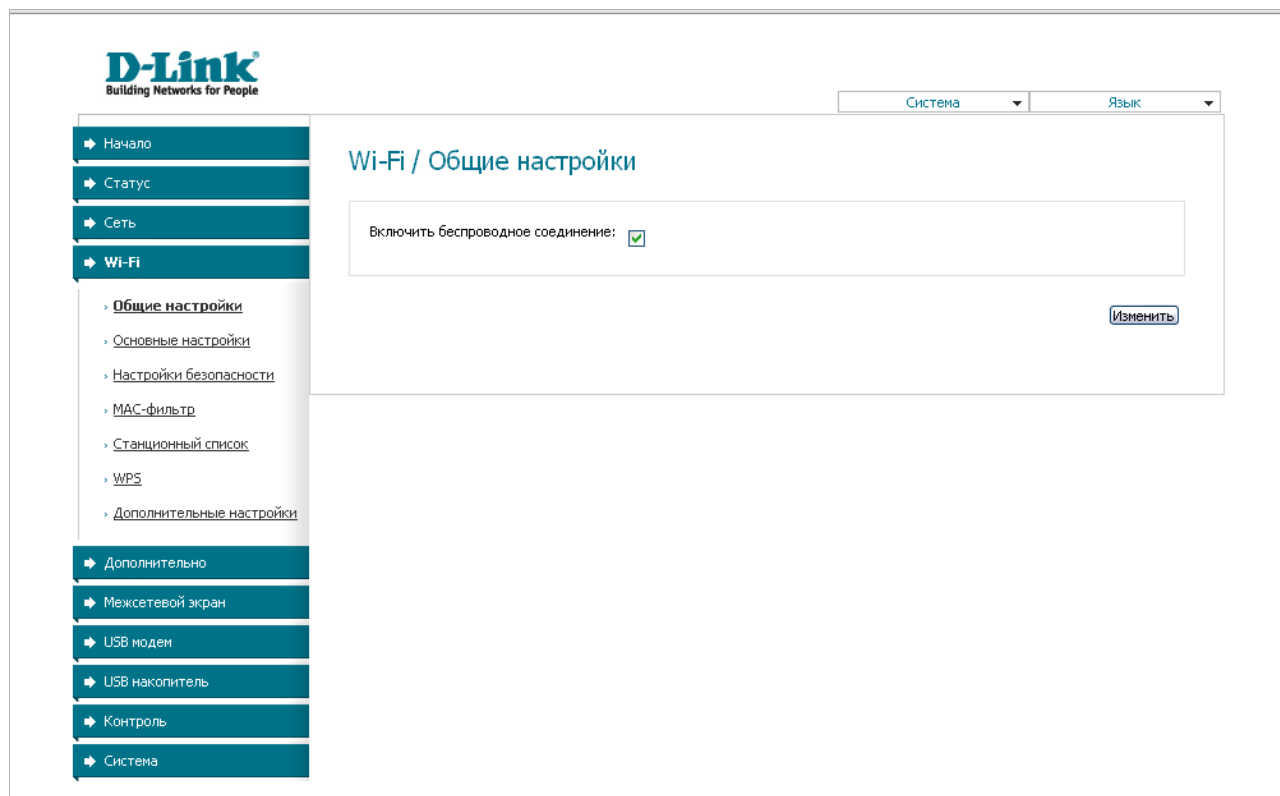 D-Link
Building Networks for People
Система
Язык
Начало
Статус
Сеть
Wi-Fi
Общие настройки
Основные настройки
Настройки безопасности
MAC-фильтр
Станционный список
WPS
Дополнительные настройки
Дополнительно
Межсетевой экран
USB модем
USB накопитель
Контроль
Система
Wi-Fi / Общие настройки
Включить беспроводное соединение:
Изменить